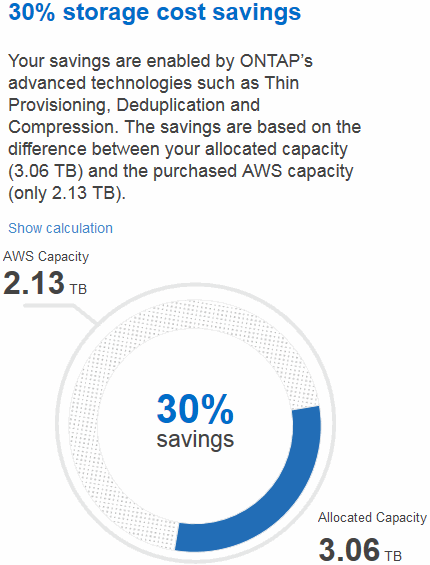 30% storage cost savings
Your savings are enabled by ONTAP's
advanced technologies such as Thin
Provisioning, Deduplication and
Compression. The savings are based on the
difference between your allocated capacity
(3.06 TB) and the purchased AWS capacity
(only 2.13 TB).
Show calculation
AWS Capacity
2.13 TB
30%
savings
Allocated Capacity
3.06 TB